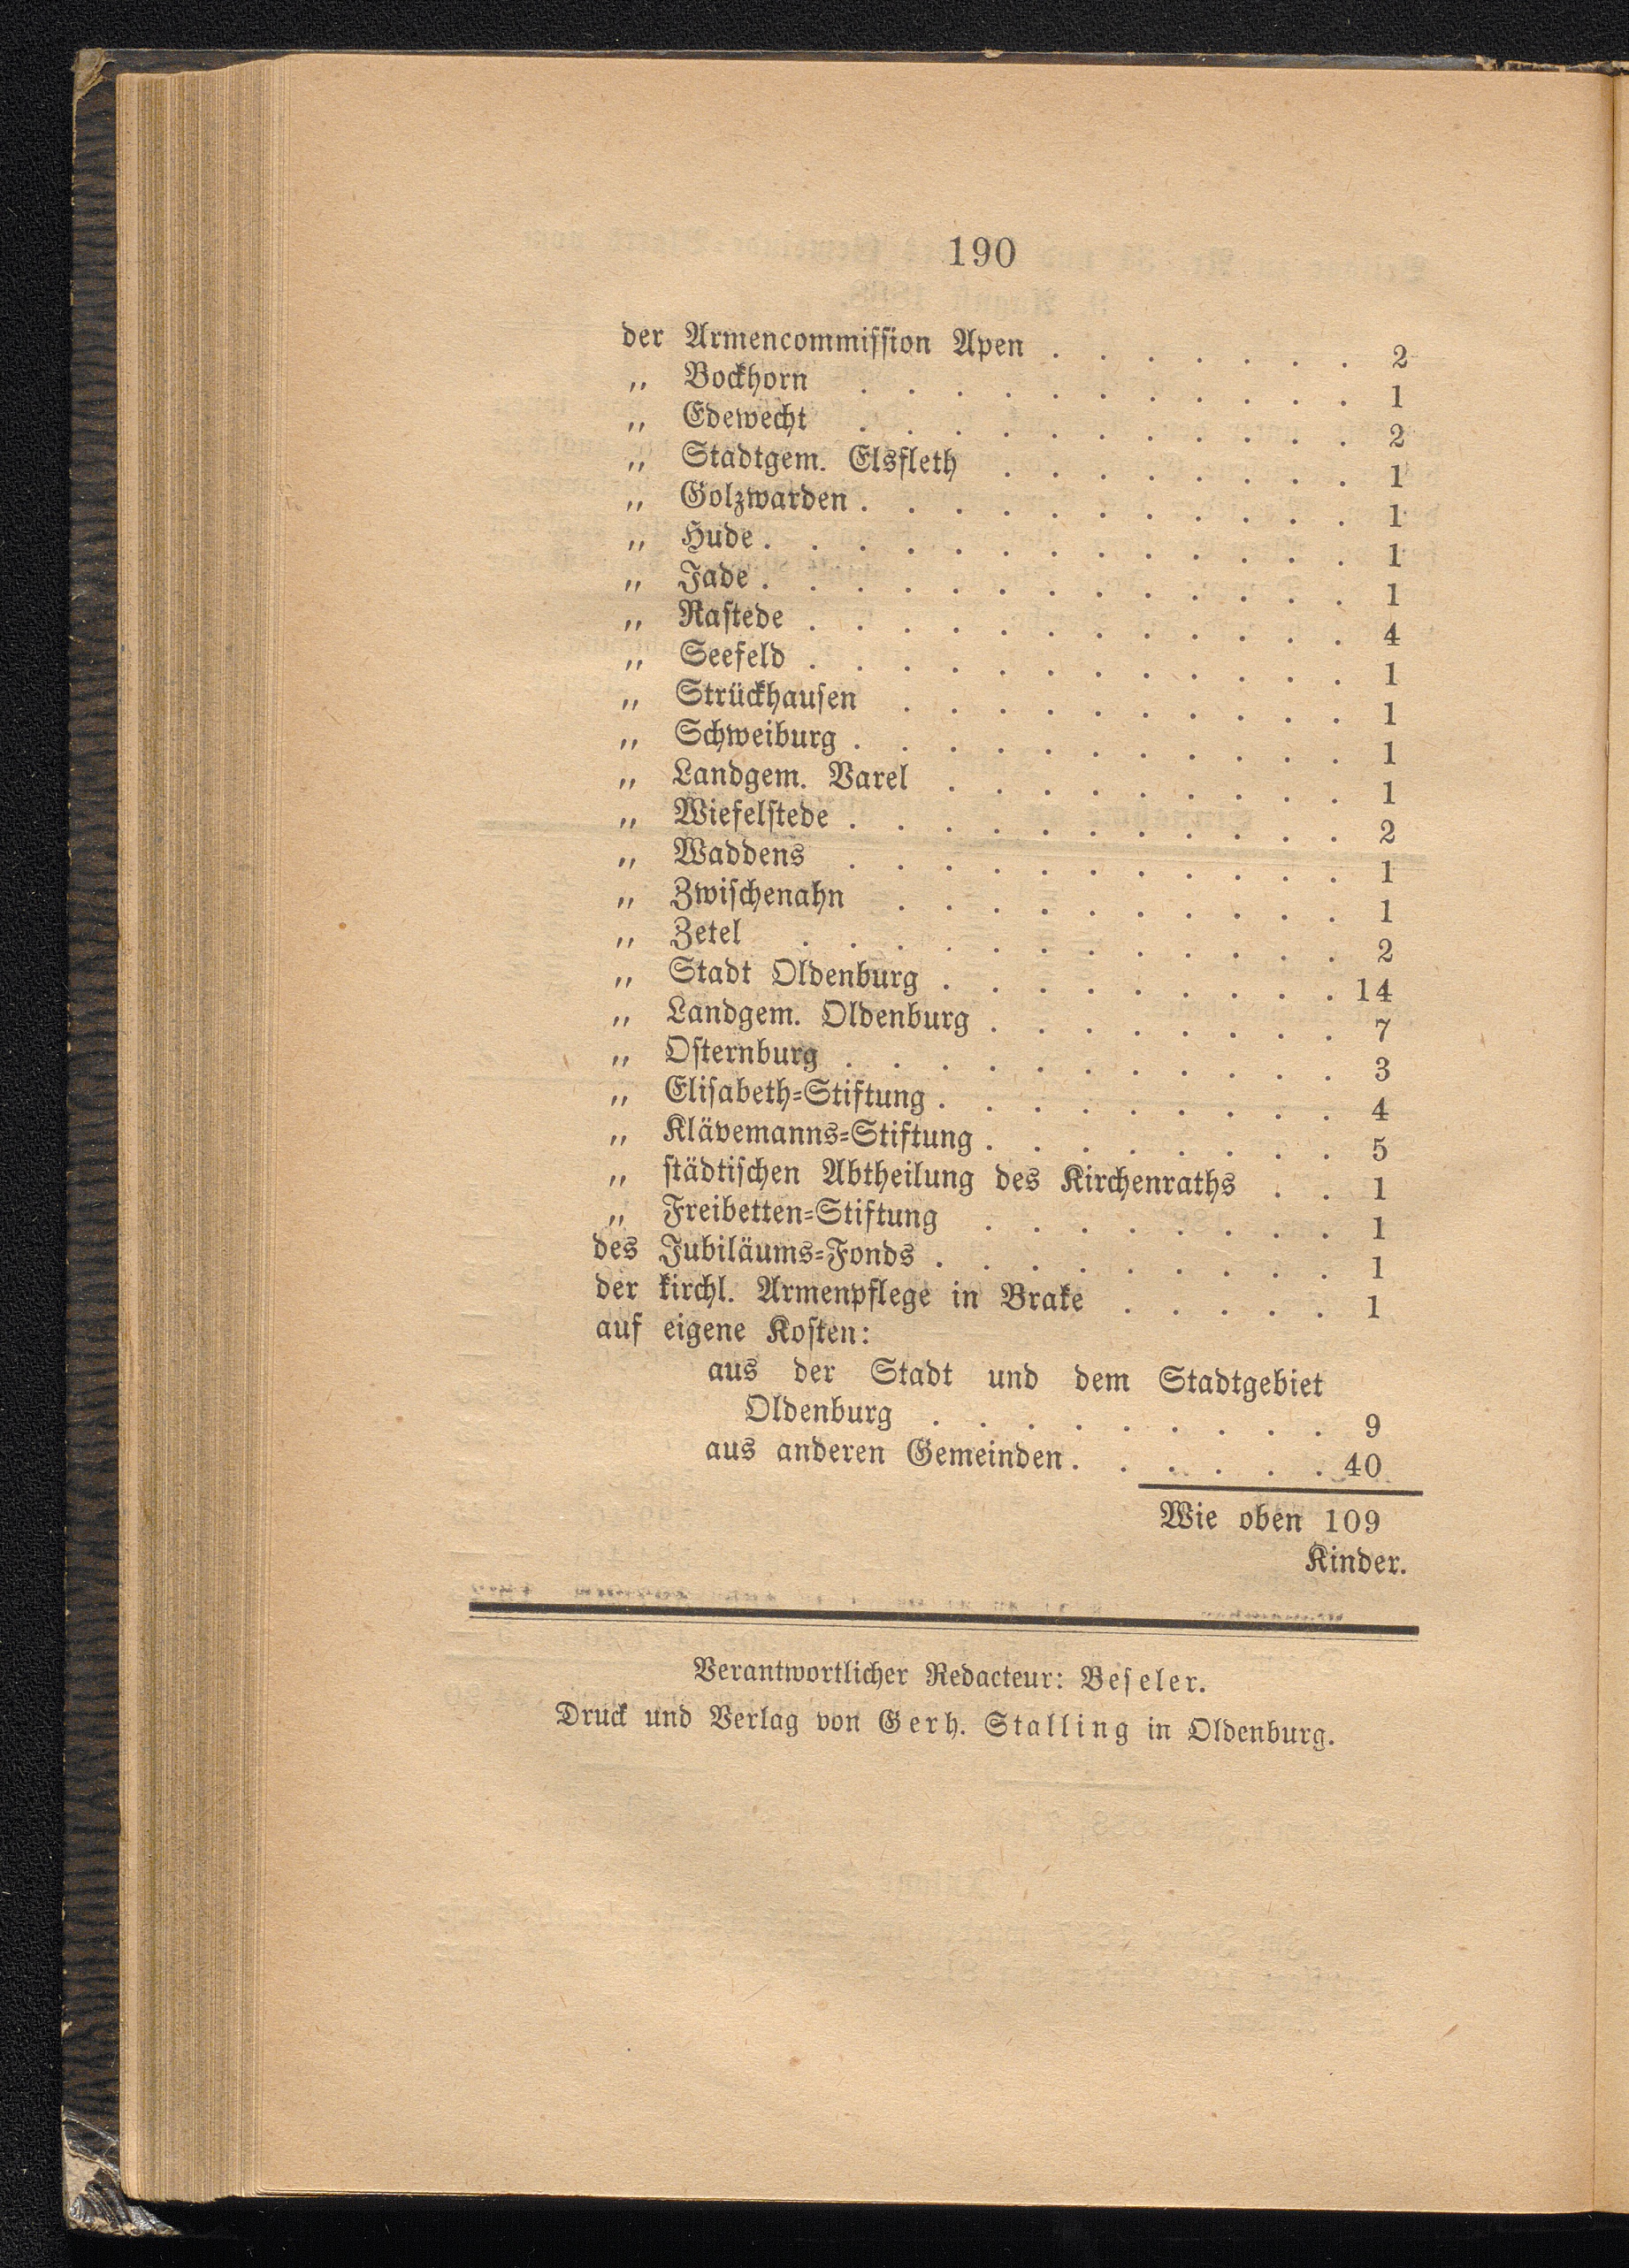 190
der Armencommiſſion Apen . . . . . . . 2
„ Bockhorn . . . . . . . . . . . 1
„ Edewecht . . . . . . . . . . . 2
„ Stadtgem. Elsfleth . . . . . . . . 1
„ Golzwarden . . . . . . . . . . . 1
„ Hude . . . . . . . . . . . . . 1
„ Jade . . . . . . . . . . . . . 1
„ Raſtede . . . . . . . . . . . . 4
„ Seefeld . . . . . . . . . . . . 1
„ Strückhauſen . . . . . . . . . . 1
„ Schweiburg . . . . . . . . . . . 1
„ Landgem. Varel . . . . . . . . . 1
„ Wiefelſtede . . . . . . . . . . . 2
„ Waddens . . . . . . . . . . . 1
„ Zwiſchenahn . . . . . . . . . . 1
„ Zetel . . . . . . . . . . . . 2
„ Stadt Oldenburg . . . . . . . . . 14
„ Landgem. Oldenburg . . . . . . . . 7
„ Oſternburg . . . . . . . . . . . 3
„ Eliſabeth-Stiftung . . . . . . . . . 4
„ Klävemanns-Stiftung . . . . . . . . 5
„ ſtädtiſchen Abtheilung des Kirchenraths . . 1
„ Freibetten-Stiftung . . . . . . . . 1
des Jubiläums-Fonds . . . . . . . . . 1
der kirchl. Armenpflege in Brake . . . . . 1
auf eigene Koſten:
aus der Stadt und dem Stadtgebiet
Oldenburg . . . . . . . . . 9
aus anderen Gemeinden . . . . . . 40
Wie oben 109
Kinder.
Verantwortlicher Redacteur: Beſeler.
Druck und Verlag von Gerh. Stalling in Oldenburg.